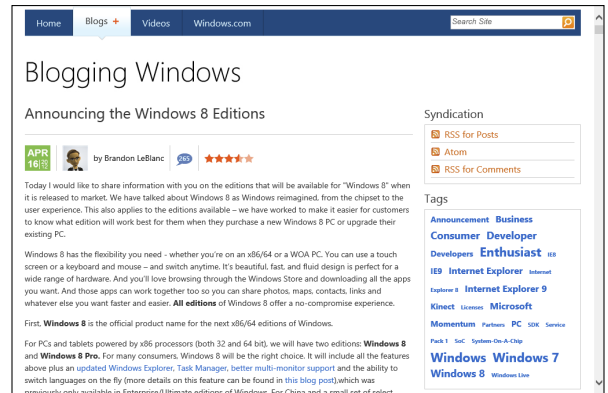 Home Blogs + Videos Windows.com Search Site
Blogging Windows
Announcing the Windows 8 Editions
APR
16
by Brandon LeBlanc 265
Today I would like to share information with you on the editions that will be available for "Windows 8" when
it is released to market. We have talked about Windows 8 as Windows reimagined, from the chipset to the
user experience. This also applies to the editions available – we have worked to make it easier for customers
to know what edition will work best for them when they purchase a new Windows 8 PC or upgrade their
existing PC.
Windows 8 has the flexibility you need - whether you're on an x86/64 or a WOA PC. You can use a touch
screen or a keyboard and mouse – and switch anytime. It's beautiful, fast, and fluid design is perfect for a
wide range of hardware. And you'll love browsing through the Windows Store and downloading all the apps
you want. And those apps can work together too so you can share photos, maps, contacts, links and
whatever else you want faster and easier. All editions of Windows 8 offer a no-compromise experience.
First, Windows 8 is the official product name for the next x86/64 editions of Windows.
For PCs and tablets powered by x86 processors (both 32 and 64 bit), we will have two editions: Windows 8
and Windows 8 Pro. For many consumers, Windows 8 will be the right choice. It will include all the features
above plus an updated Windows Explorer, Task Manager, better multi-monitor support and the ability to
switch languages on the fly (more details on this feature can be found in this blog post),which was
previously only available in Enterprise/Ultimate editions of Windows. For China and a small set of select
Syndication
RSS for Posts
Atom
RSS for Comments
Tags
Announcement Business
Consumer Developer
Developers Enthusiast IE8
IE9 Internet Explorer Internet
Explorer 8 Internet Explorer 9
Kinect Licenses Microsoft
Momentum Partners PC SDK Service
Pack 1 SoC System-On-A-Chip
Windows Windows 7
Windows 8 Windows Live